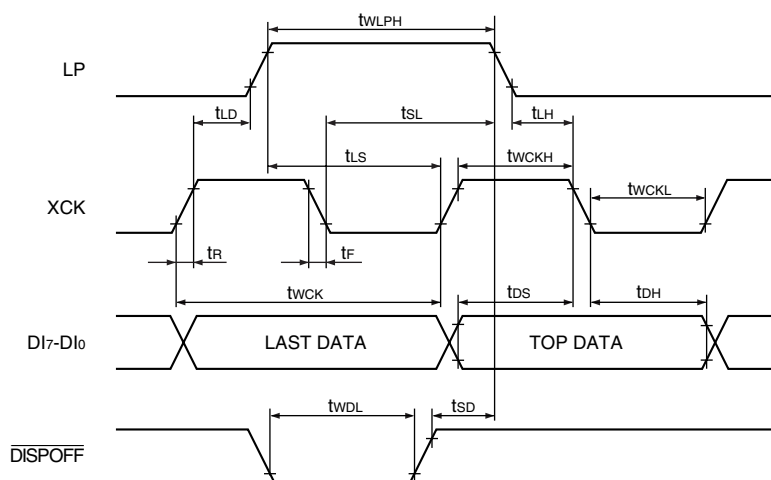 tWLPH
LP
tLD
tSL
tLH
tLS
tWCKH
XCK
tWCKL
tR
tF
tWCK
tDS
tDH
DI7-DI0
LAST DATA
TOP DATA
tWDL
tSD
DISPOFF